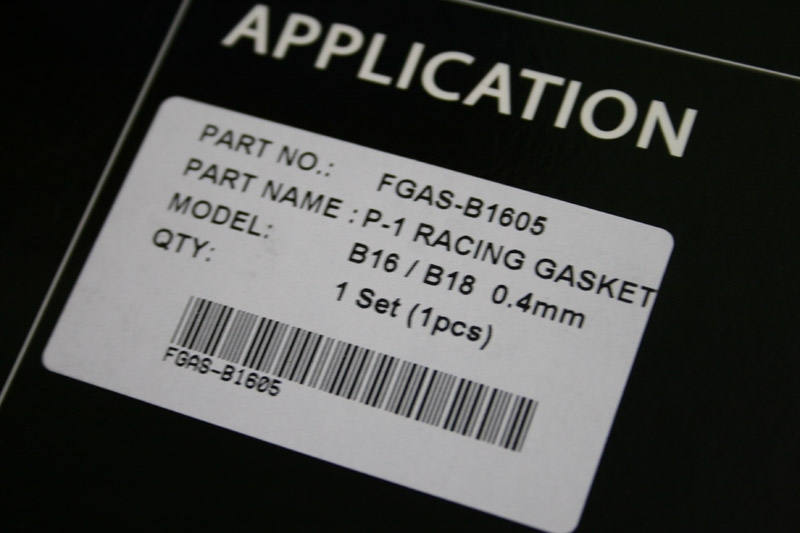 APPLICATION
PART NO.: FGAS-B1605
PART NAME : P-1 RACING GASKET
MODEL: B16 / B18 0.4mm
QTY: 1 Set (1pcs)
FGAS-B1605